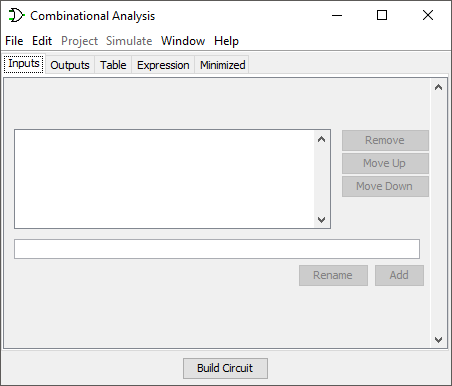 Combinational Analysis
File Edit Project Simulate Window Help
Inputs Outputs Table Expression Minimized
Remove
Move Up
Move Down
Rename Add
Build Circuit